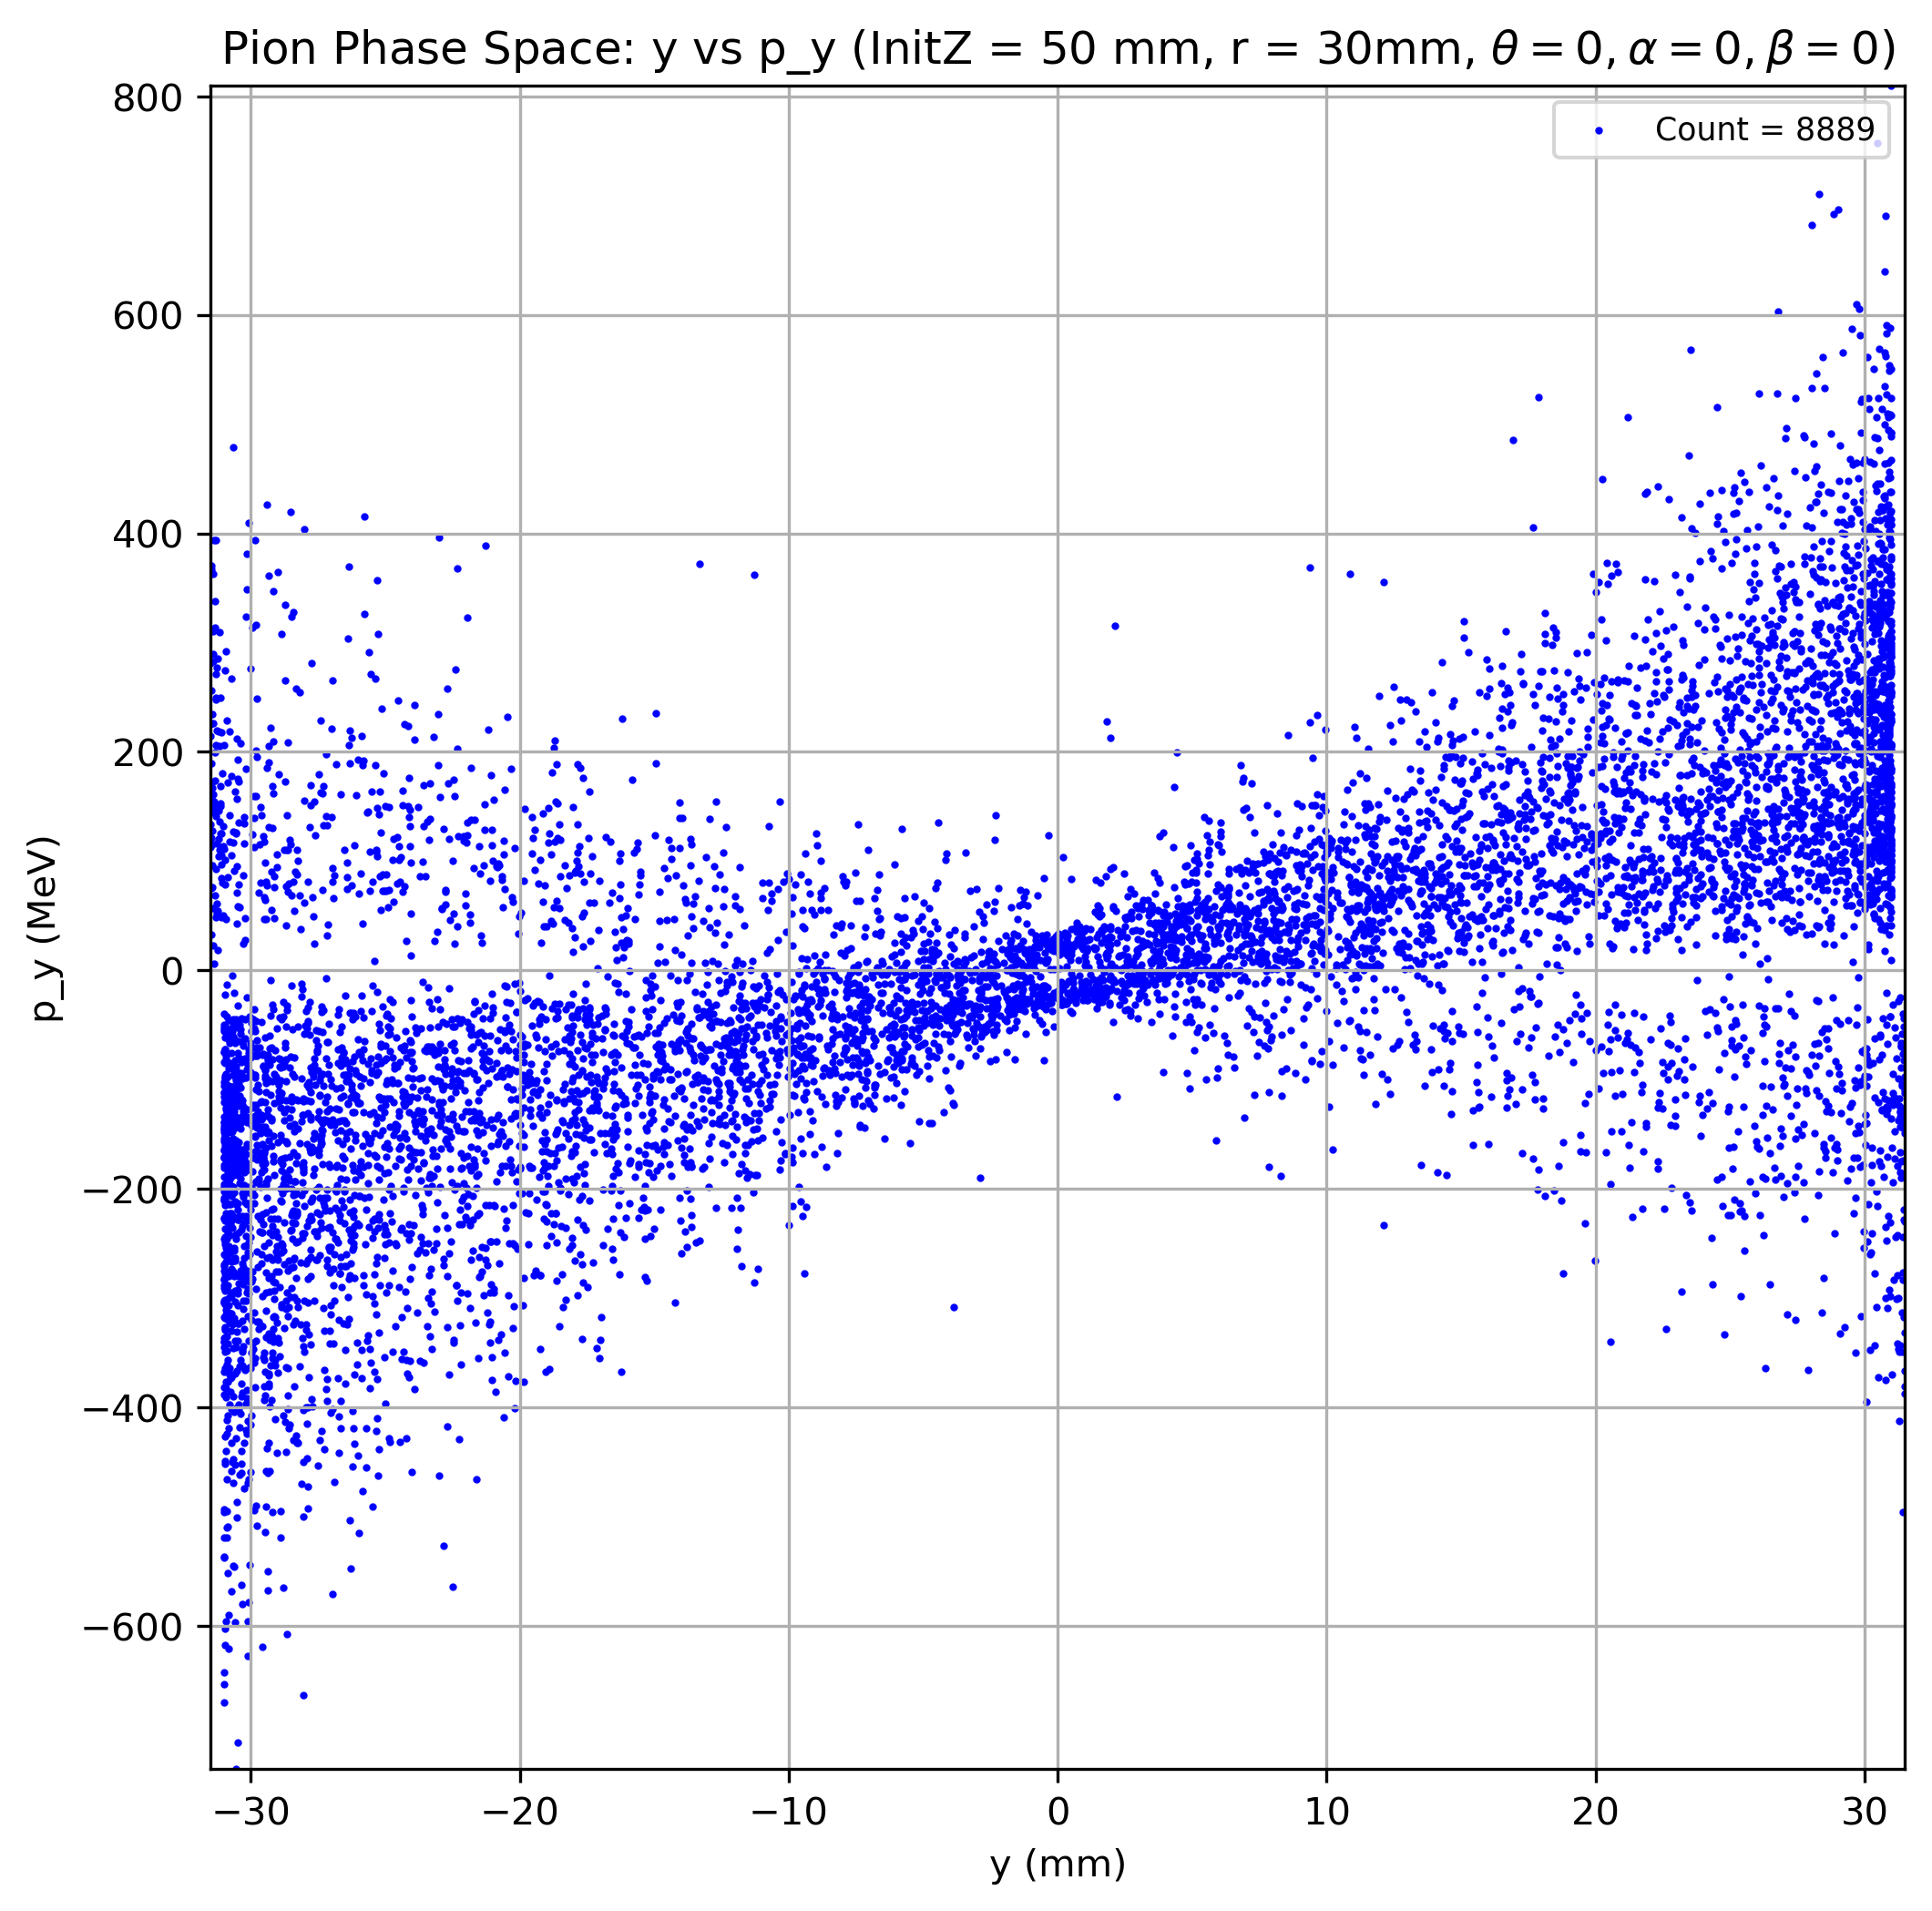 Pion Phase Space: y vs p_y (InitZ = 50 mm, r = 30mm, θ = 0, α = 0, β = 0)
Count = 8889
800
600
400
200
0
−200
−400
−600
p_y (MeV)
−30 −20 −10 0 10 20 30
y (mm)